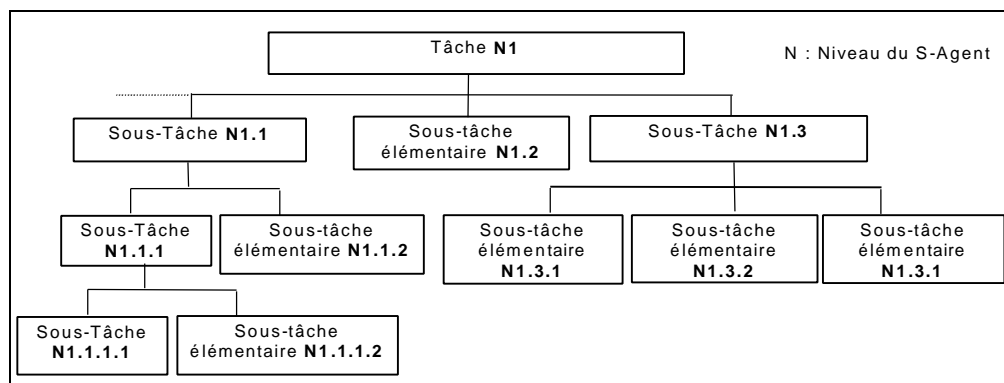 Tâche N1
N : Niveau du S-Agent
Sous-Tâche N1.1
Sous-tâche
élémentaire N1.2
Sous-Tâche N1.3
Sous-Tâche
N1.1.1
Sous-tâche
élémentaire N1.1.2
Sous-tâche
élémentaire
N1.3.1
Sous-tâche
élémentaire
N1.3.2
Sous-tâche
élémentaire
N1.3.1
Sous-Tâche
N1.1.1.1
Sous-tâche
élémentaire N1.1.1.2